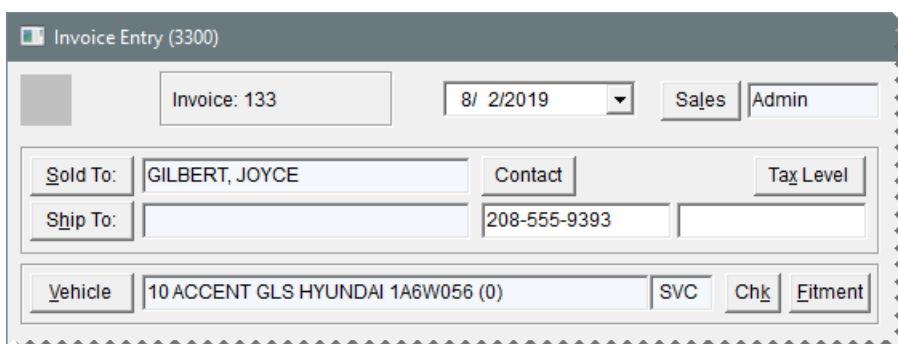 Invoice Entry (3300)
Invoice: 133 8/ 2/2019 Sales Admin
Sold To: GILBERT, JOYCE Contact Tax Level
Ship To: 208-555-9393
Vehicle 10 ACCENT GLS HYUNDAI 1A6W056 (0) SVC Chk Fitment